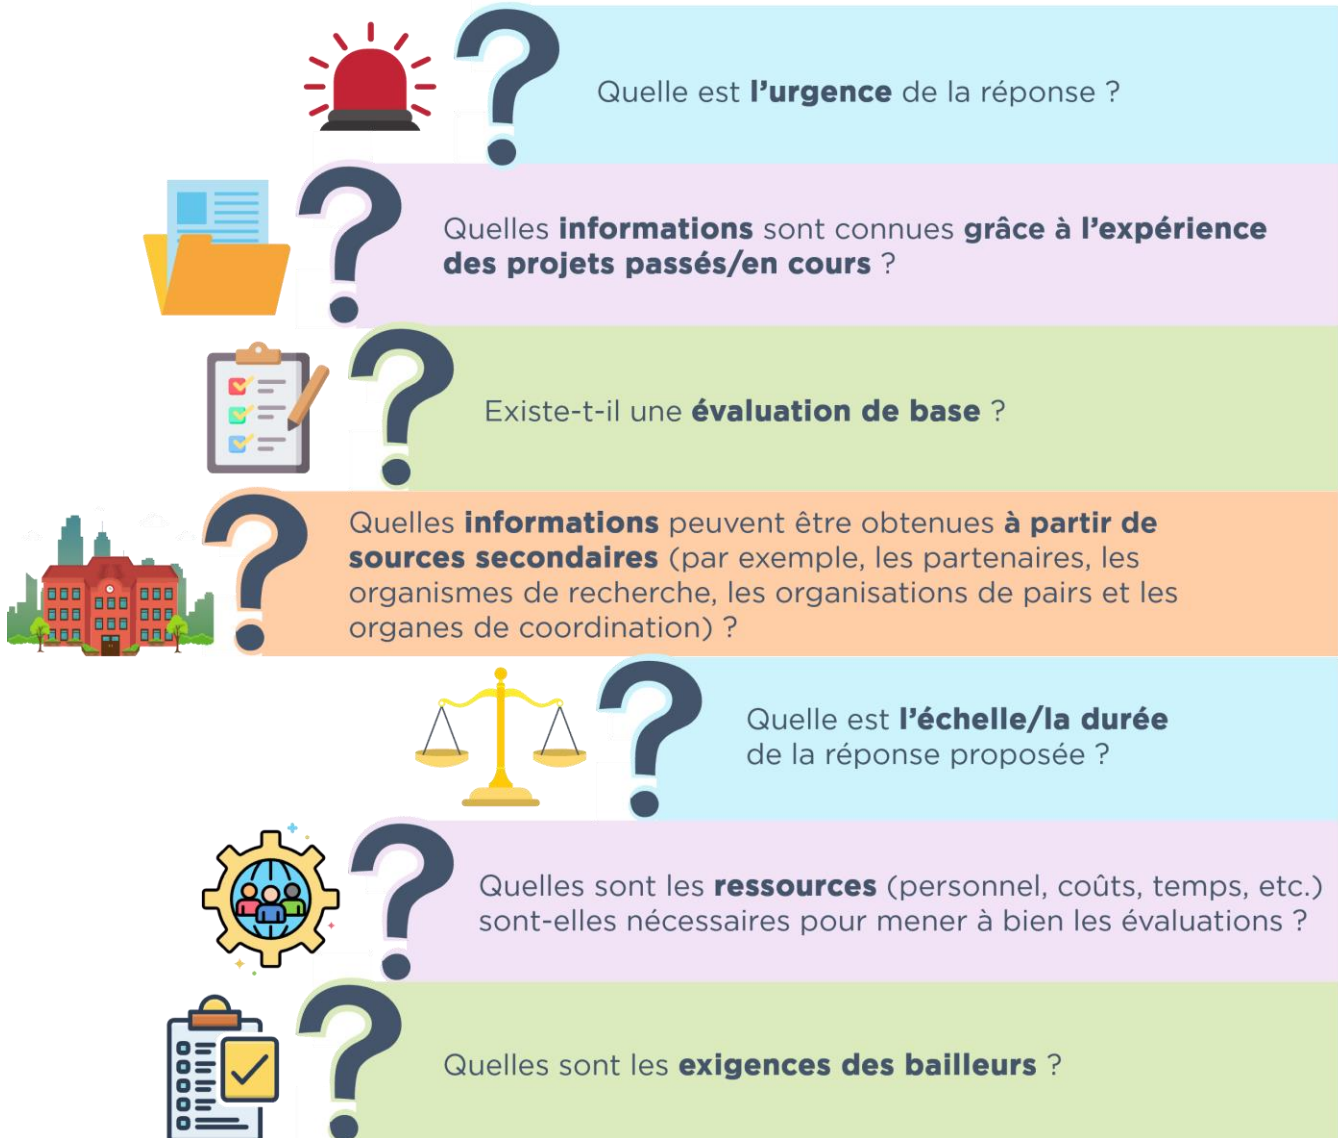 Quelle est l'urgence de la réponse ?
Quelles informations sont connues grâce à l'expérience
des projets passés/en cours ?
Existe-t-il une évaluation de base ?
Quelles informations peuvent être obtenues à partir de
sources secondaires (par exemple, les partenaires, les
organismes de recherche, les organisations de pairs et les
organes de coordination) ?
Quelle est l'échelle/la durée
de la réponse proposée ?
Quelles sont les ressources (personnel, coûts, temps, etc.)
sont-elles nécessaires pour mener à bien les évaluations ?
Quelles sont les exigences des bailleurs ?